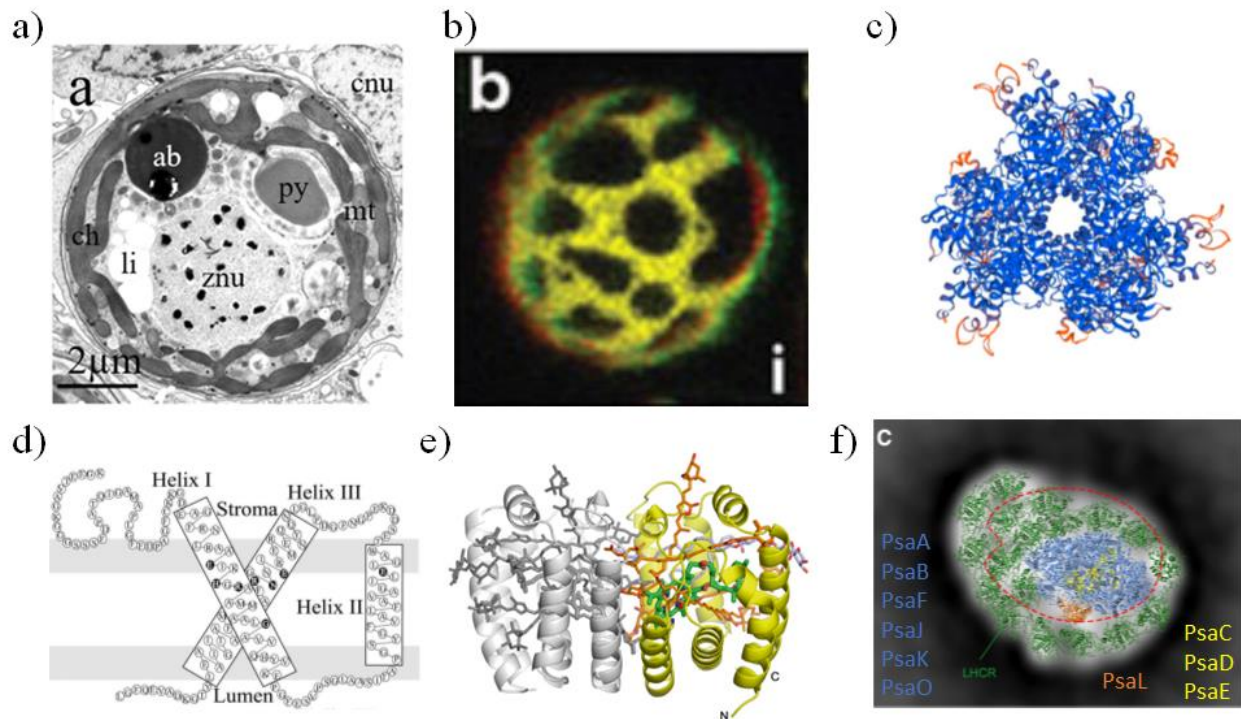 a)
a
cnu
ab
py
mt
ch
li
znu
2µm
b)
b
i
c)
d)
Helix I
Stroma
Helix III
Helix II
Lumen
e)
C
N
f)
c
PsaA
PsaB
PsaF
PsaJ
PsaK
PsaO
LHCR
PsaL
PsaC
PsaD
PsaE